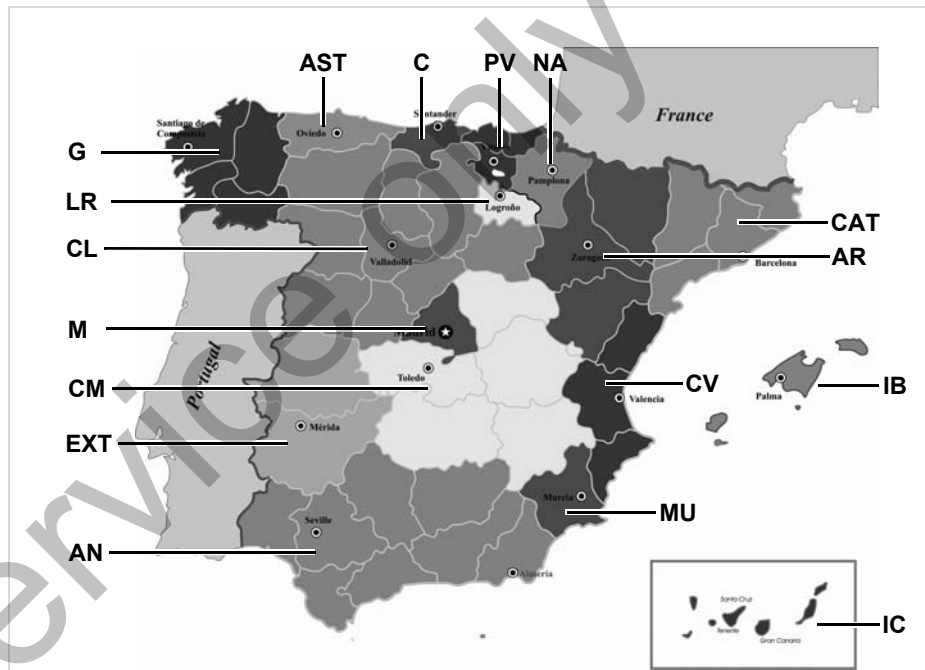 AST C PV NA
Santander
France
Santiago de
Compostela
Oviedo
G
Pamplona
LR
Logroño
CAT
CL
Valladolid
Zarago
Barcelona
AR
M
Madrid
Toledo
CM
CV
Palma
IB
Valencia
Portugal
EXT
Mérida
Murcia
MU
Seville
AN
Almería
Santa Cruz
Tenerife
Gran Canaria
IC
service only